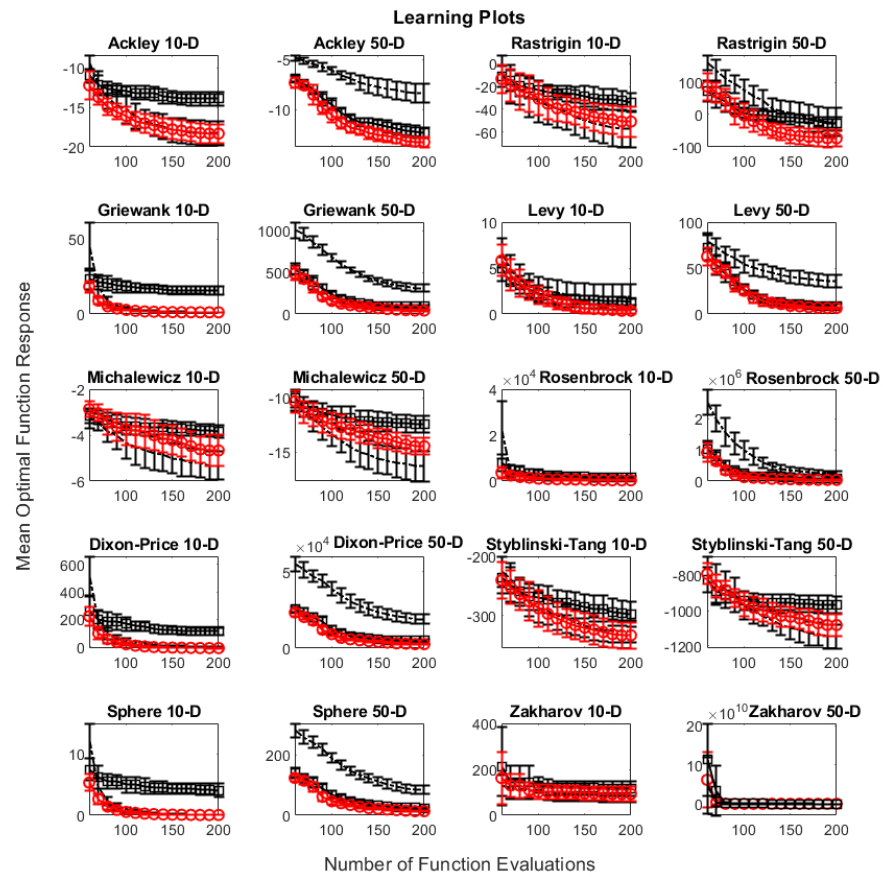 Learning Plots
Ackley 10-D
Ackley 50-D
Rastrigin 10-D
Rastrigin 50-D
-10
-15
-20
100 150 200
-5
-10
100 150 200
0
-20
-40
-60
100 150 200
100
0
-100
100 150 200
Griewank 10-D
Griewank 50-D
Levy 10-D
Levy 50-D
50
0
100 150 200
1000
500
0
100 150 200
10
5
0
100 150 200
100
50
0
100 150 200
Michalewicz 10-D
Michalewicz 50-D
×10⁴ Rosenbrock 10-D
×10⁶ Rosenbrock 50-D
-2
-4
-6
100 150 200
-10
-15
100 150 200
4
2
0
100 150 200
3
2
1
0
100 150 200
Dixon-Price 10-D
×10⁴ Dixon-Price 50-D
Styblinski-Tang 10-D
Styblinski-Tang 50-D
600
400
200
0
100 150 200
5
0
100 150 200
-200
-300
100 150 200
-800
-1000
-1200
100 150 200
Sphere 10-D
Sphere 50-D
Zakharov 10-D
×10¹⁰ Zakharov 50-D
10
0
100 150 200
200
0
100 150 200
400
200
0
100 150 200
20
10
0
100 150 200
Mean Optimal Function Response
Number of Function Evaluations